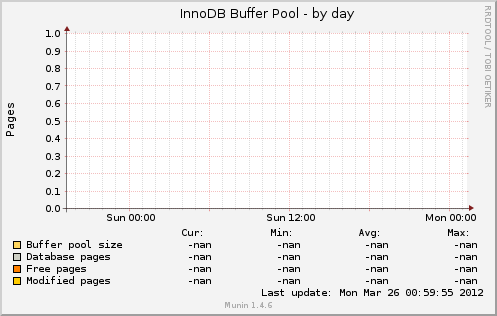 InnoDB Buffer Pool - by day
RRDTOOL / TOBI OETIKER
Pages
1.0
0.9
0.8
0.7
0.6
0.5
0.4
0.3
0.2
0.1
0.0
Sun 00:00 Sun 12:00 Mon 00:00
Cur: Min: Avg: Max:
Buffer pool size -nan -nan -nan -nan
Database pages -nan -nan -nan -nan
Free pages -nan -nan -nan -nan
Modified pages -nan -nan -nan -nan
Last update: Mon Mar 26 00:59:55 2012
Munin 1.4.6